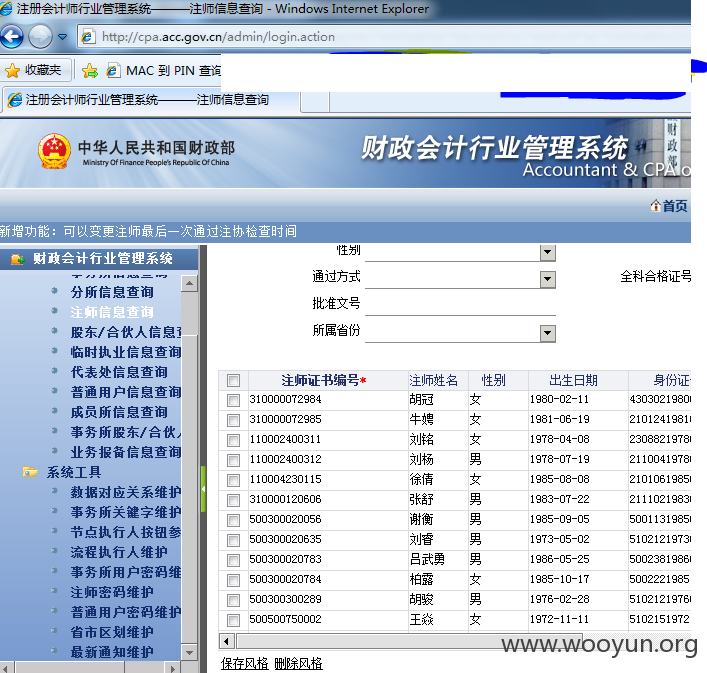 注册会计师行业管理系统———注师信息查询 - Windows Internet Explorer
http://cpa.acc.gov.cn/admin/login.action
收藏夹 MAC 到 PIN 查询
注册会计师行业管理系统———注师信息查询
中华人民共和国财政部
Ministry Of Finance People's Republic Of China
财政会计行业管理系统
Accountant & CPA o
财政部
首页
新增功能：可以变更注师最后一次通过注协检查时间
财政会计行业管理系统
分所信息查询
注师信息查询
股东/合伙人信息查
临时执业信息查询
代表处信息查询
普通用户信息查询
成员所信息查询
事务所股东/合伙人
业务报备信息查询
系统工具
数据对应关系维护
事务所关键字维护
节点执行人按钮参
流程执行人维护
事务所用户密码维
注师密码维护
普通用户密码维护
省市区划维护
最新通知维护
性别
通过方式 全科合格证号
批准文号
所属省份
注师证书编号* 注师姓名 性别 出生日期 身份证
310000072984 胡冠 女 1980-02-11 4303021980
310000072985 牛娉 女 1981-06-19 2101241981
110002400311 刘铭 女 1978-04-08 2308821978
110002400312 刘杨 男 1978-07-19 2110041978
110004230115 徐倩 女 1985-08-08 2101061985
310000120606 张舒 男 1983-07-22 2111021983
500300020056 谢衡 男 1985-09-05 5001131985
500300020635 刘睿 男 1973-05-02 5102121973
500300020783 吕武勇 男 1986-05-25 5002381986
500300020784 柏露 女 1985-10-17 5002221985
500300300289 胡骏 男 1976-02-28 5102121976
500500750002 王焱 女 1972-11-11 5102151972
保存风格 删除风格
www.wooyun.org